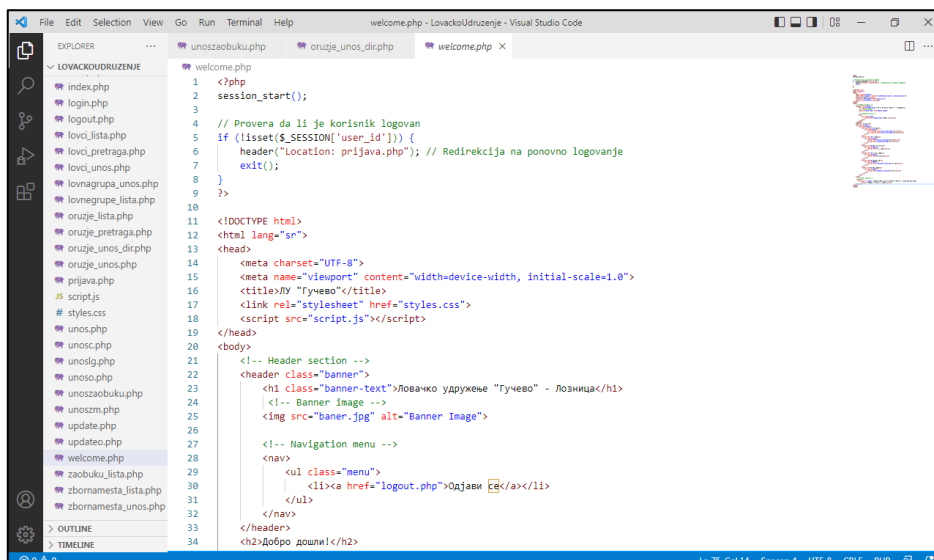 File Edit Selection View Go Run Terminal Help welcome.php - LovackoUdruzenje - Visual Studio Code
EXPLORER ...
unoszaobuku.php oruzje_unos_dir.php welcome.php ×
LOVACKOUDRUZENJE
index.php
login.php
logout.php
lovci_lista.php
lovci_pretraga.php
lovci_unos.php
lovnagrupa_unos.php
lovnegrupe_lista.php
oruzje_lista.php
oruzje_pretraga.php
oruzje_unos_dir.php
oruzje_unos.php
prijava.php
JS script.js
# styles.css
unos.php
unosc.php
unoslg.php
unoso.php
unoszaobuku.php
unoszm.php
update.php
updateo.php
welcome.php
zaobuku_lista.php
zbornamesta_lista.php
zbornamesta_unos.php
OUTLINE
TIMELINE
welcome.php
1 <?php
2 session_start();
3
4 // Provera da li je korisnik logovan
5 if (!isset($_SESSION['user_id'])) {
6 header("Location: prijava.php"); // Redirekcija na ponovno logovanje
7 exit();
8 }
9 ?>
10
11 <!DOCTYPE html>
12 <html lang="sr">
13 <head>
14 <meta charset="UTF-8">
15 <meta name="viewport" content="width=device-width, initial-scale=1.0">
16 <title>ЛУ "Гучево"</title>
17 <link rel="stylesheet" href="styles.css">
18 <script src="script.js"></script>
19 </head>
20 <body>
21 <!-- Header section -->
22 <header class="banner">
23 <h1 class="banner-text">Ловачко удружење "Гучево" - Лозница</h1>
24 <!-- Banner image -->
25 <img src="baner.jpg" alt="Banner Image">
26
27 <!-- Navigation menu -->
28 <nav>
29 <ul class="menu">
30 <li><a href="logout.php">Одјави се</a></li>
31 </ul>
32 </nav>
33 </header>
34 <h2>Добро дошли!</h2>